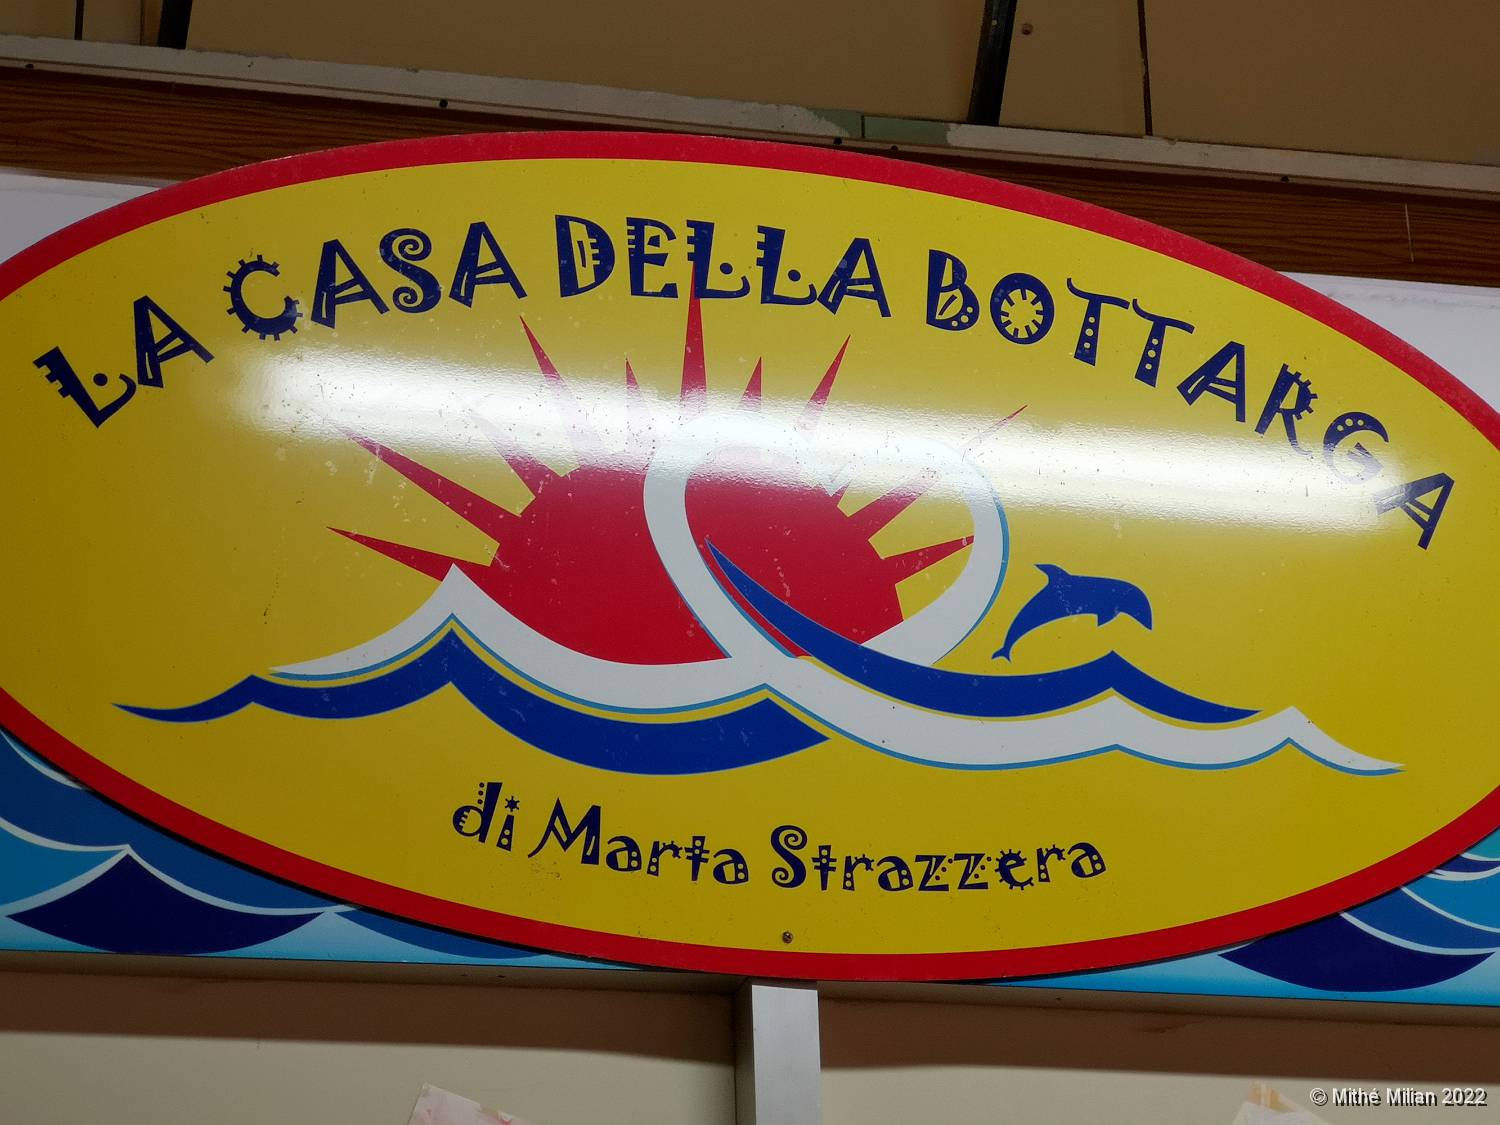 LA CASA DELLA BOTTARGA
di Marta Strazzera
© Mithé Milian 2022